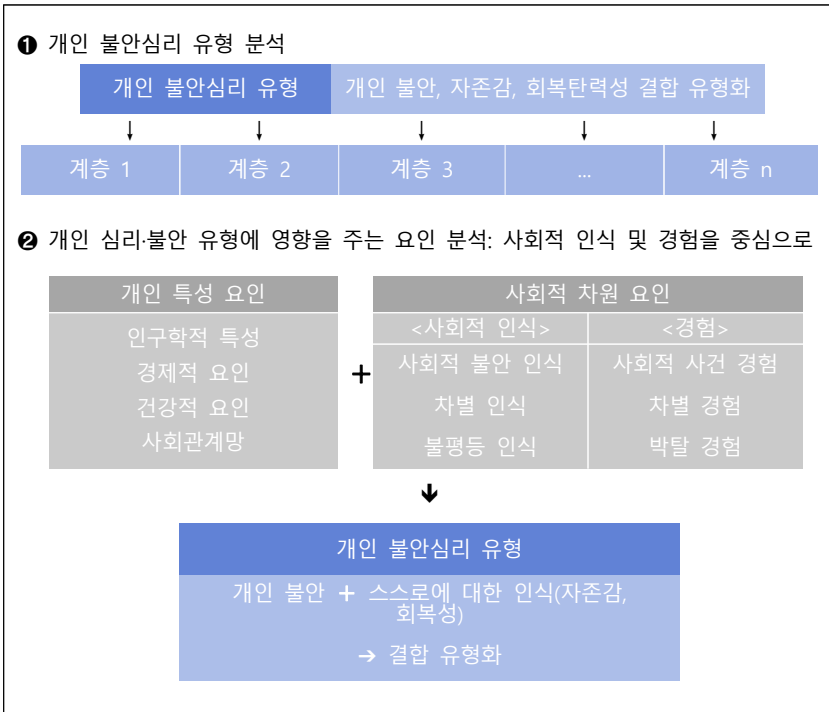 ❶ 개인 불안심리 유형 분석
개인 불안심리 유형 개인 불안, 자존감, 회복탄력성 결합 유형화
↓ ↓ ↓ ↓ ↓
계층 1 계층 2 계층 3 ... 계층 n
❷ 개인 심리·불안 유형에 영향을 주는 요인 분석: 사회적 인식 및 경험을 중심으로
개인 특성 요인
인구학적 특성
경제적 요인
건강적 요인
사회관계망
+
사회적 차원 요인
<사회적 인식> <경험>
사회적 불안 인식 사회적 사건 경험
차별 인식 차별 경험
불평등 인식 박탈 경험
↓
개인 불안심리 유형
개인 불안 + 스스로에 대한 인식(자존감,
회복성)
→ 결합 유형화